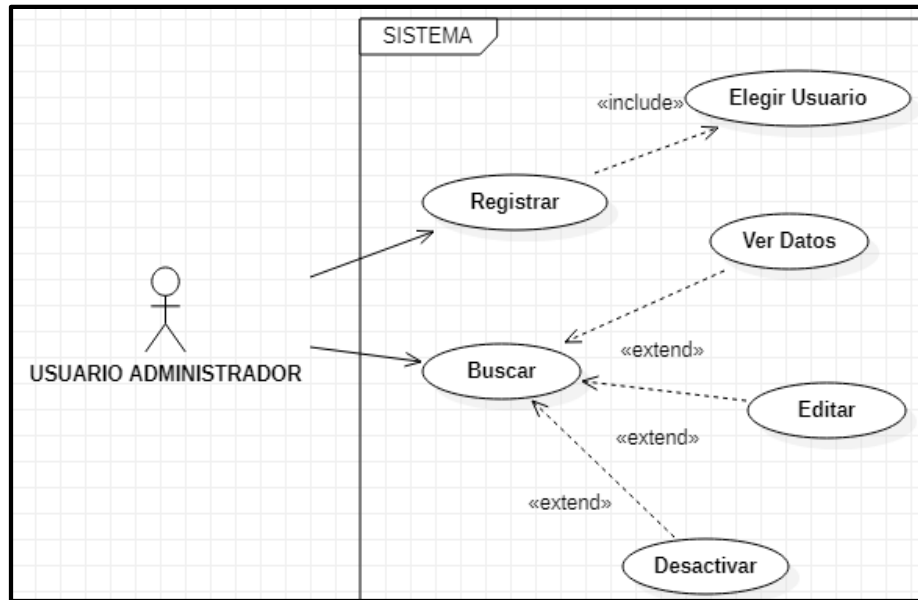 SISTEMA
«include»
Elegir Usuario
Registrar
Ver Datos
USUARIO ADMINISTRADOR
Buscar
«extend»
Editar
«extend»
«extend»
Desactivar